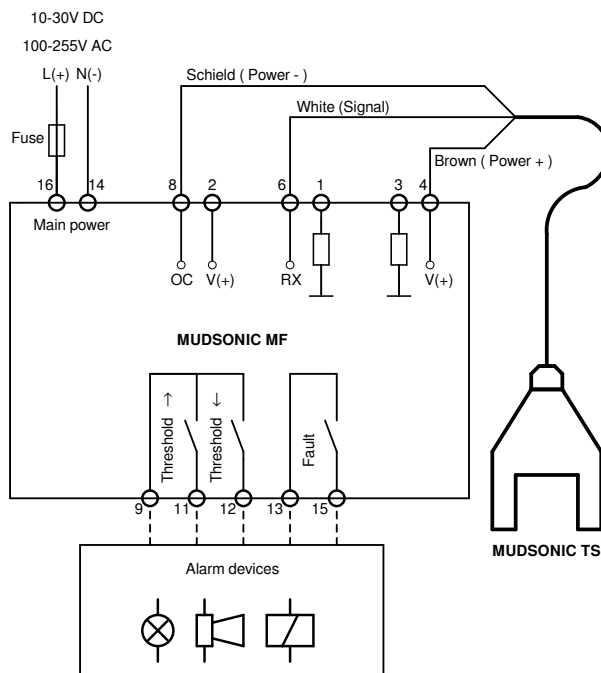 10-30V DC
100-255V AC
L(+) N(-)
Schield ( Power - )
White (Signal)
Fuse
Brown ( Power + )
16 14 8 2 6 1 3 4
Main power
OC V(+) RX V(+)
MUDSONIC MF
Threshold ↑
Threshold ↓
Fault
9 11 12 13 15
MUDSONIC TS
Alarm devices